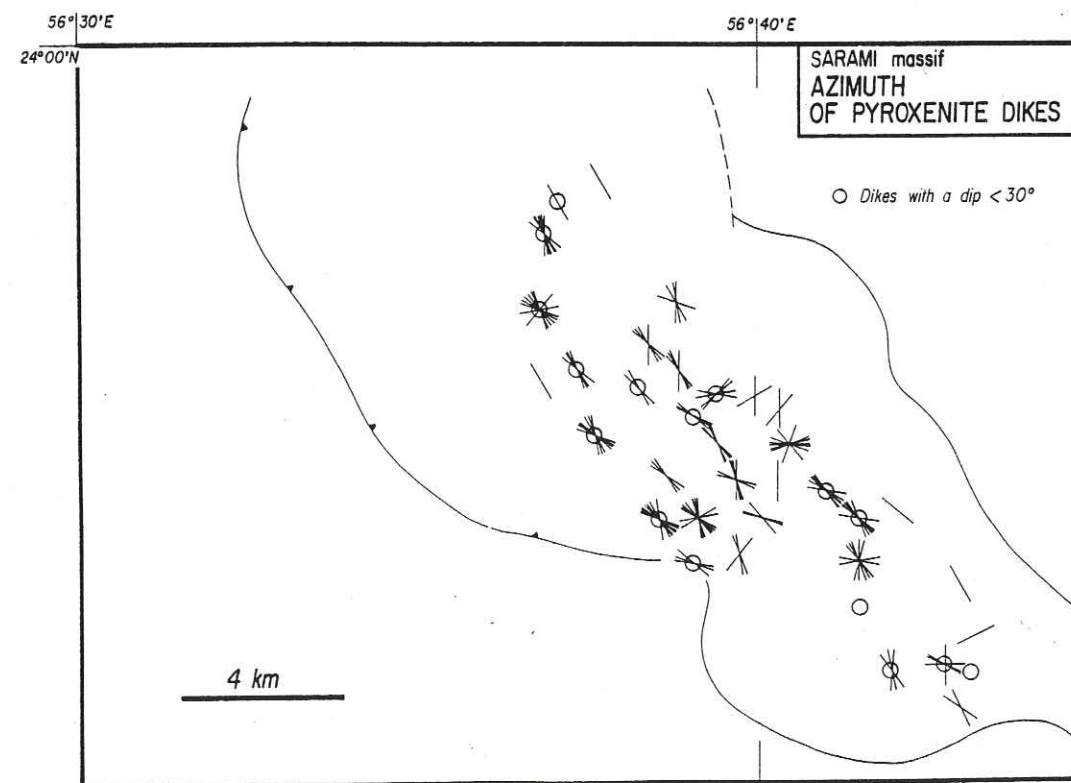 56°30'E
56°40'E
24°00'N
SARAMI massif
AZIMUTH
OF PYROXENITE DIKES
Dikes with a dip < 30°
4 km